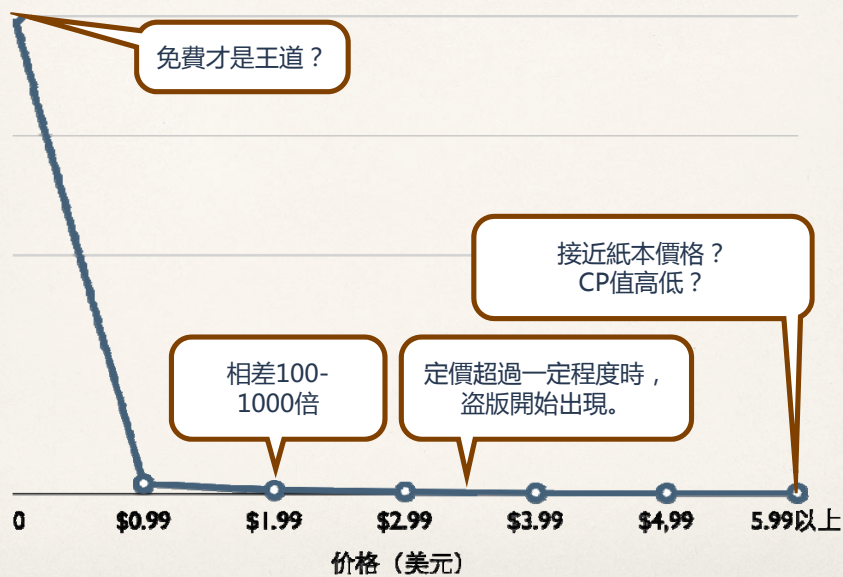 免費才是王道？
接近紙本價格？
CP值高低？
相差100-
1000倍
定價超過一定程度時，
盜版開始出現。
0 $0.99 $1.99 $2.99 $3.99 $4,99 5.99以上
价格（美元）